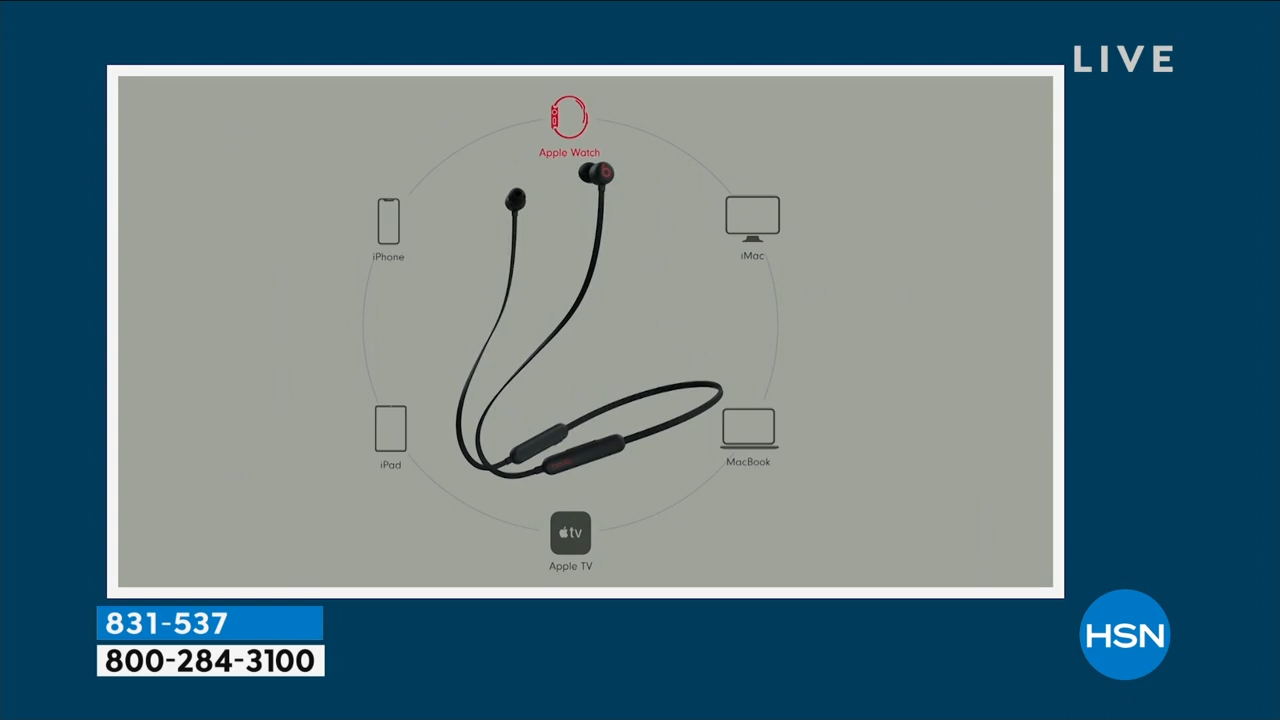 LIVE
Apple Watch
iPhone
iMac
iPad
MacBook
tv
Apple TV
831-537
800-284-3100
HSN